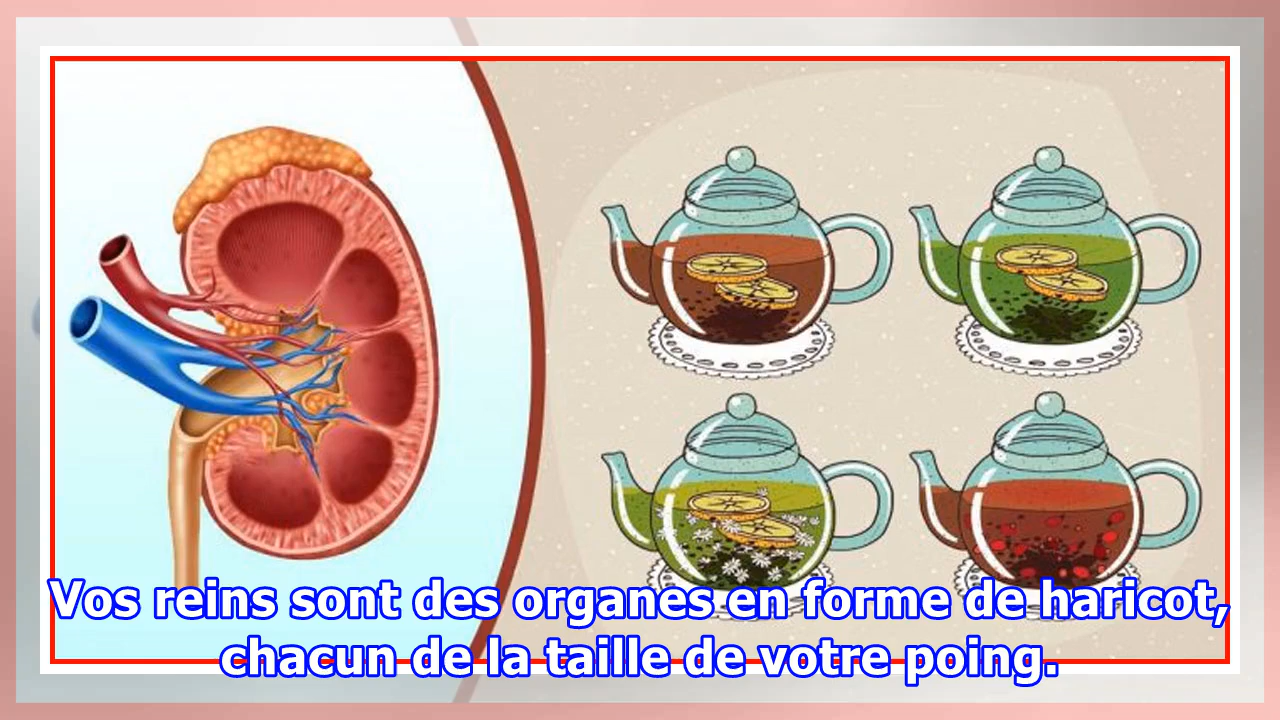 Vos reins sont des organes en forme de haricot,
chacun de la taille de votre poing.